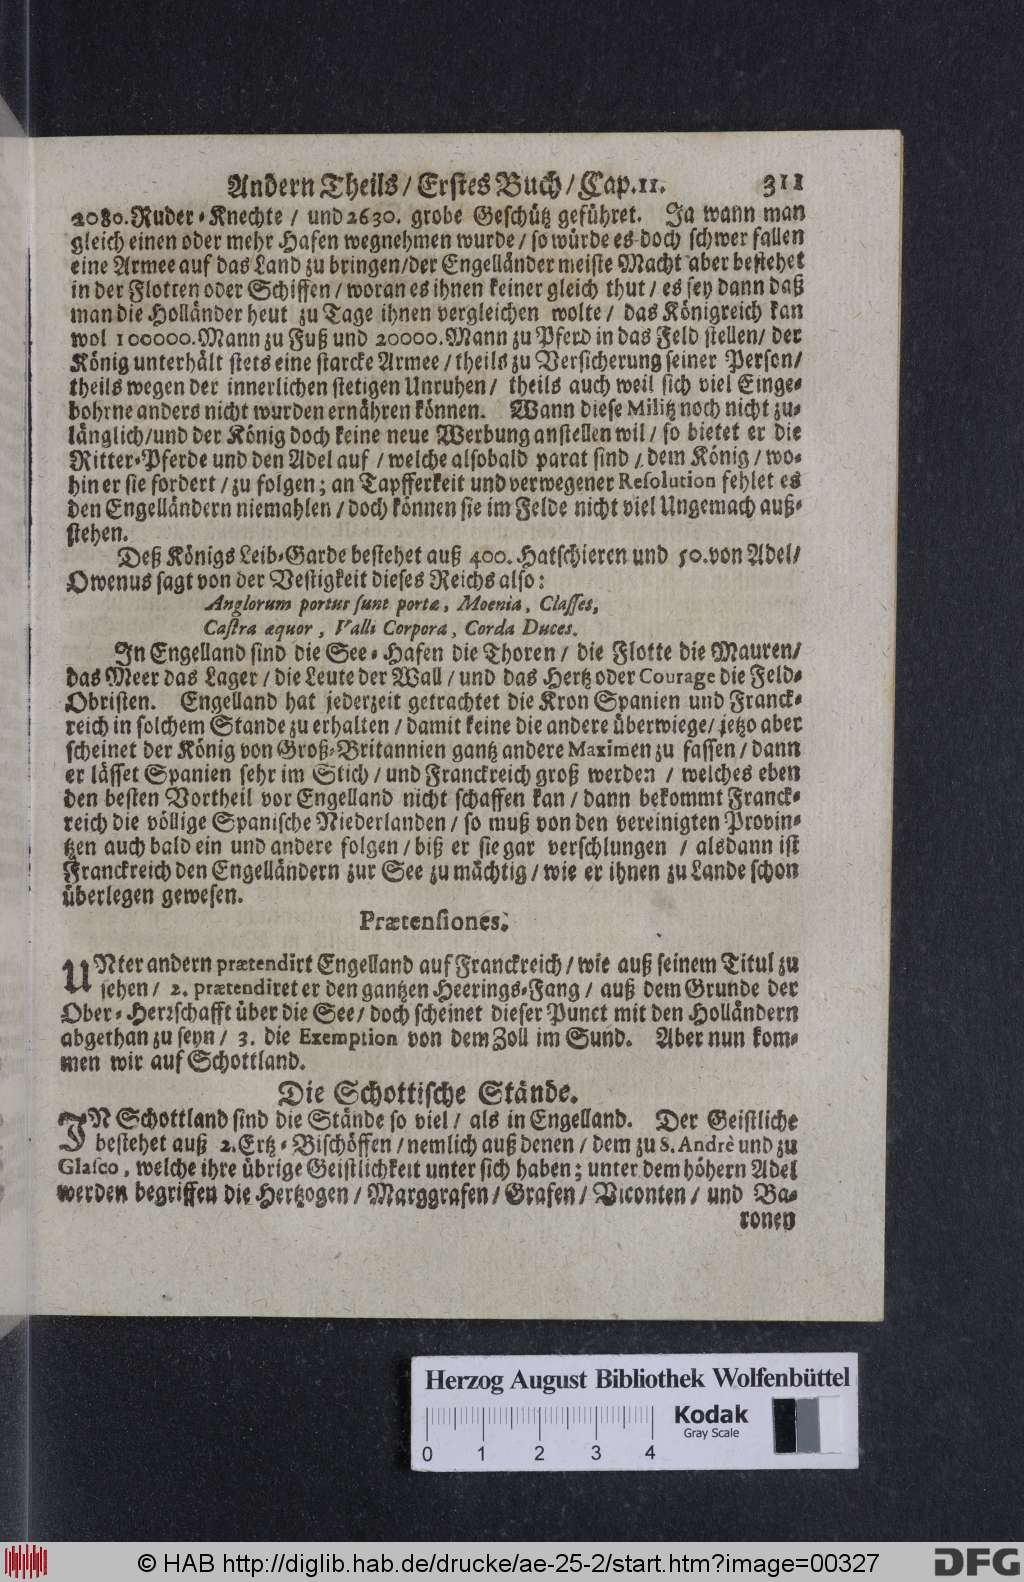 Andern Theils / Erstes Buch / Cap. 11. 311
2080. Ruder-Knechte / und 2630. grobe Geschütz geführet. Ja wann man
gleich einen oder mehr Hafen wegnehmen wurde / so würde es doch schwer fallen
eine Armee auf das Land zu bringen / der Engelländer meiste Macht aber bestehet
in der Flotten oder Schiffen / woran es ihnen keiner gleich thut / es sey dann daß
man die Holländer heut zu Tage ihnen vergleichen wolte / das Königreich kan
wol 100000. Mann zu Fuß und 20000. Mann zu Pferd in das Feld stellen / der
König unterhält stets eine starcke Armee / theils zu Versicherung seiner Person /
theils wegen der innerlichen stetigen Unruhen / theils auch weil sich viel Einge-
bohrne anders nicht wurden ernähren können. Wann diese Militz noch nicht zu-
länglich / und der König doch keine neue Werbung anstellen wil / so bietet er die
Ritter-Pferde und den Adel auf / welche alsobald parat sind / dem König / wo-
hin er sie fordert / zu folgen; an Tapfferkeit und verwegener Resolution fehlet es
den Engelländern niemahlen / doch können sie im Felde nicht viel Ungemach auß-
stehen.
Deß Königs Leib-Garde bestehet auß 400. Hatschieren und 50. von Adel /
Owenus sagt von der Vestigkeit dieses Reichs also:
Anglorum portus sunt portæ, Moenia, Classes,
Castra æquor, Valli Corpora, Corda Duces.
In Engelland sind die See-Hafen die Thoren / die Flotte die Mauren /
das Meer das Lager / die Leute der Wall / und das Hertz oder Courage die Feld-
Obristen. Engelland hat jederzeit getrachtet die Kron Spanien und Franck-
reich in solchem Stande zu erhalten / damit keine die andere überwiege / jetzo aber
scheinet der König von Groß-Britannien gantz andere Maximen zu fassen / dann
er lässet Spanien sehr im Stich / und Franckreich groß werden / welches eben
den besten Vortheil vor Engelland nicht schaffen kan / dann bekommt Franck-
reich die völlige Spanische Niederlanden / so muß von den vereinigten Provin-
tzen auch bald ein und andere folgen / biß er sie gar verschlungen / alsdann ist
Franckreich den Engelländern zur See zu mächtig / wie er ihnen zu Lande schon
überlegen gewesen.
Prætensiones.
UNter andern prætendirt Engelland auf Franckreich / wie auß seinem Titul zu
sehen / 2. prætendiret er den gantzen Heerings-Fang / auß dem Grunde der
Ober-Herrschafft über die See / doch scheinet dieser Punct mit den Holländern
abgethan zu seyn / 3. die Exemption von dem Zoll im Sund. Aber nun kom-
men wir auf Schottland.
Die Schottische Stände.
IN Schottland sind die Stände so viel / als in Engelland. Der Geistliche
bestehet auß 2. Ertz-Bischöffen / nemlich auß denen / dem zu S. Andrè und zu
Glasco, welche ihre übrige Geistlichkeit unter sich haben; unter dem höhern Adel
werden begriffen die Hertzogen / Marggrafen / Grafen / Viconten / und Ba-
ronen
Herzog August Bibliothek Wolfenbüttel
Kodak
Gray Scale
0 1 2 3 4
© HAB http://diglib.hab.de/drucke/ae-25-2/start.htm?image=00327
DFG